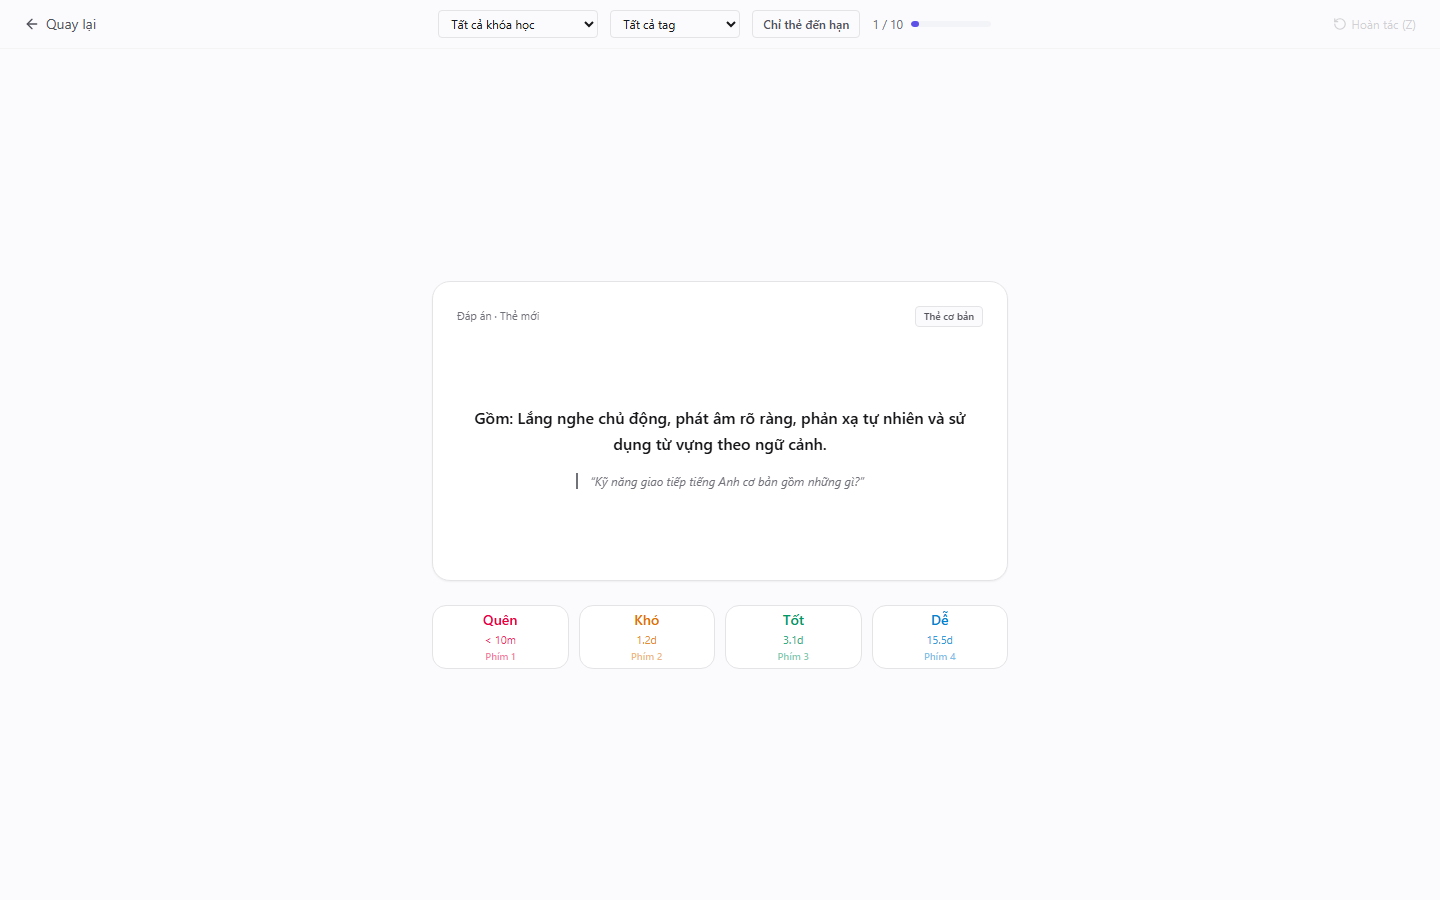 Quay lại
Tất cả khóa học
Tất cả tag
Chỉ thẻ đến hạn
1 / 10
Hoàn tác (Z)
Đáp án · Thẻ mới
Thẻ cơ bản
Gồm: Lắng nghe chủ động, phát âm rõ ràng, phản xạ tự nhiên và sử
dụng từ vựng theo ngữ cảnh.
“Kỹ năng giao tiếp tiếng Anh cơ bản gồm những gì?”
Quên
< 10m
Phím 1
Khó
1.2d
Phím 2
Tốt
3.1d
Phím 3
Dễ
15.5d
Phím 4